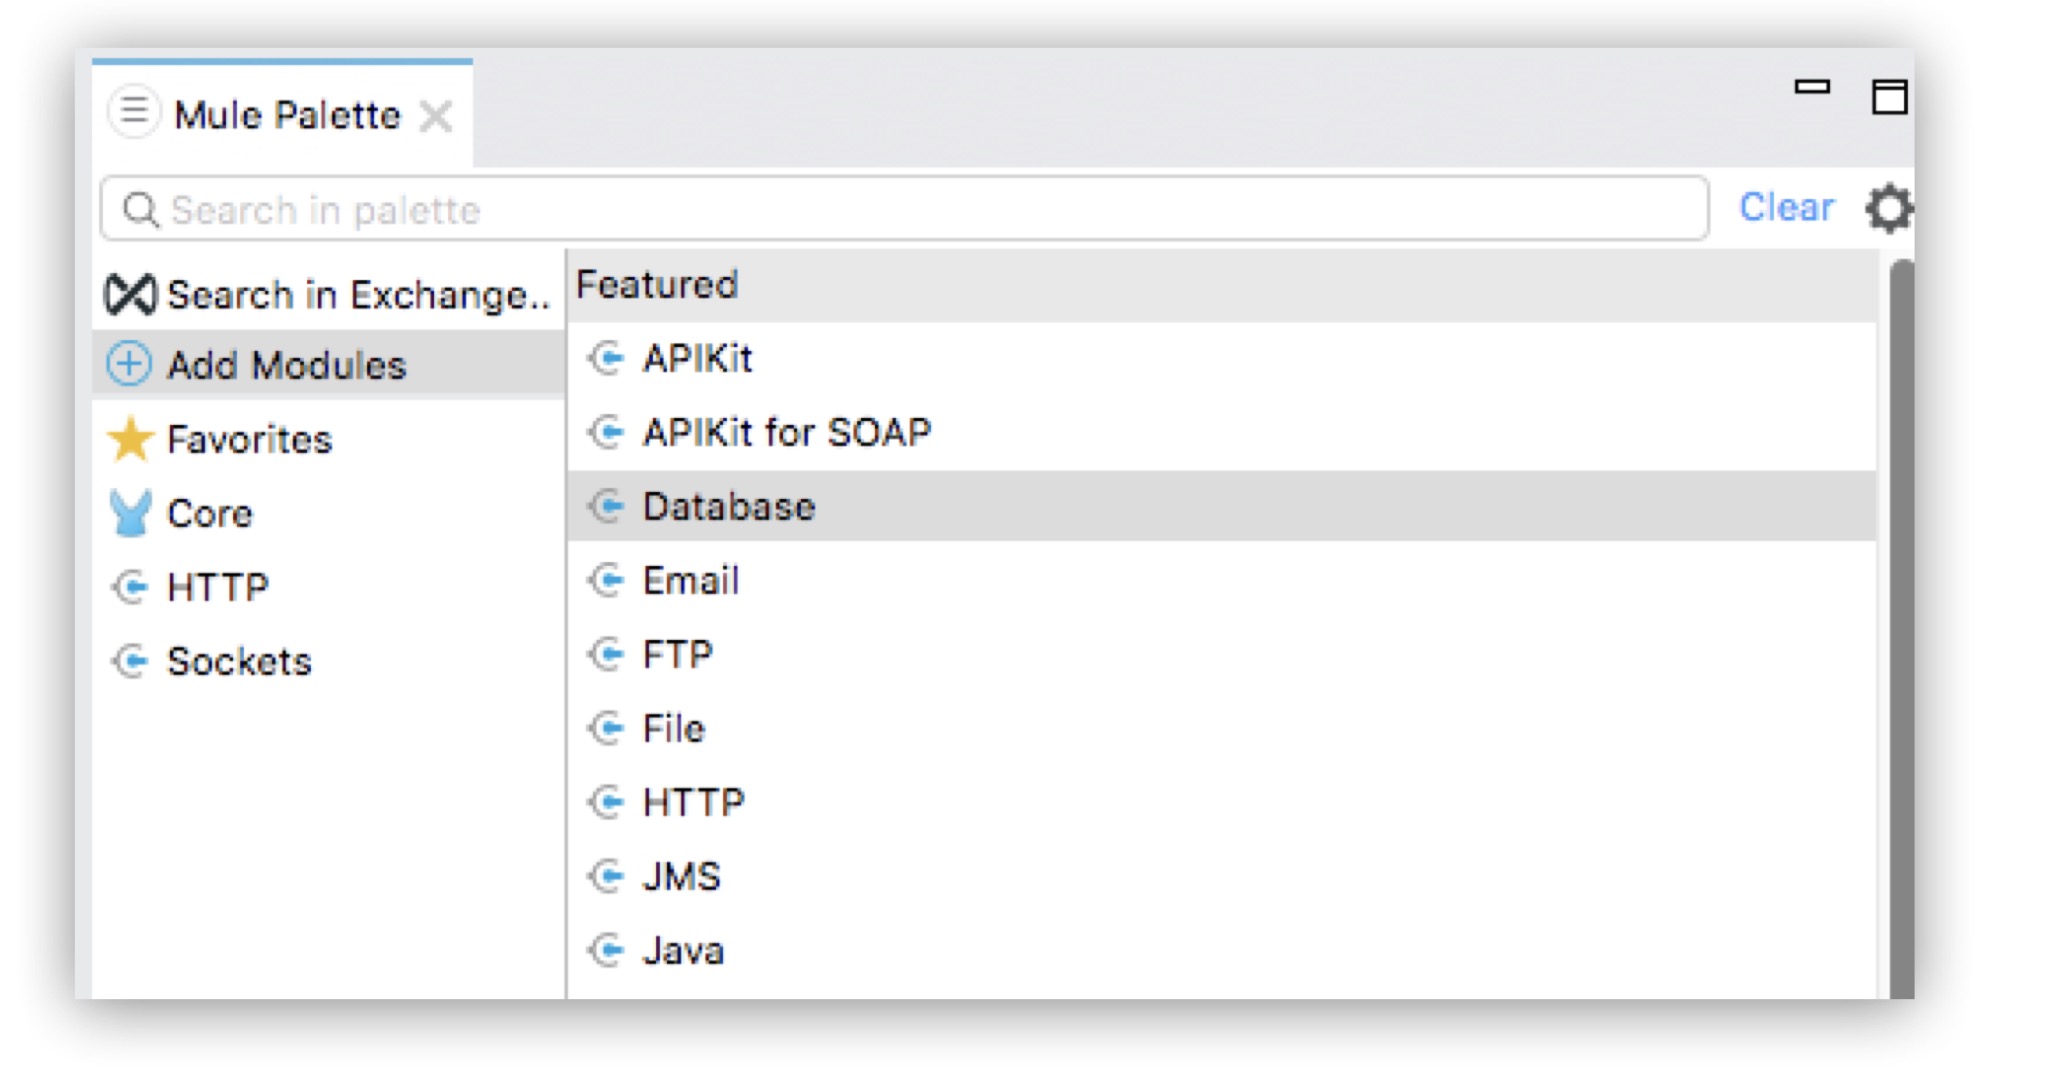 Mule Palette
Search in palette
Clear
Search in Exchange..
Add Modules
Favorites
Core
HTTP
Sockets
Featured
APIKit
APIKit for SOAP
Database
Email
FTP
File
HTTP
JMS
Java